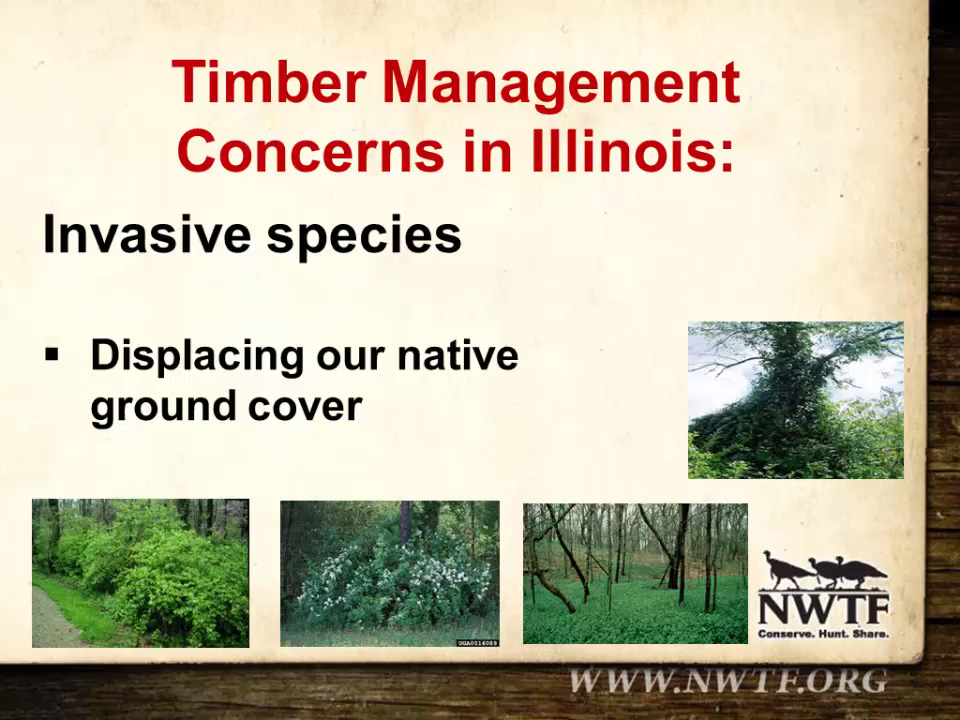 Timber Management
Concerns in Illinois:
Invasive species
▪ Displacing our native
ground cover
UGA0016089
NWTF
Conserve. Hunt. Share.
WWW.NWTF.ORG